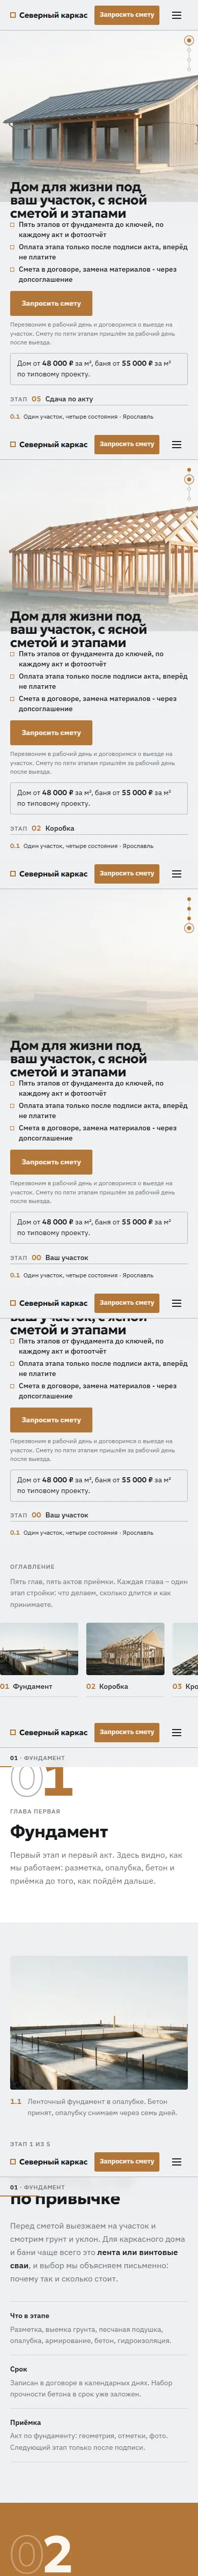 Северный каркас
Запросить смету
Дом для жизни под
ваш участок, с ясной
сметой и этапами
Пять этапов от фундамента до ключей, по
каждому акт и фотоотчёт
Оплата этапа только после подписи акта, вперёд
не платите
Смета в договоре, замена материалов - через
допсоглашение
Запросить смету
Перезвоним в рабочий день и договоримся о выезде на
участок. Смету по пяти этапам пришлём за рабочий день
после выезда.
Дом от 48 000 ₽ за м², баня от 55 000 ₽ за м²
по типовому проекту.
ЭТАП 05 Сдача по акту
0.1 Один участок, четыре состояния · Ярославль
Северный каркас
Запросить смету
Дом для жизни под
ваш участок, с ясной
сметой и этапами
Пять этапов от фундамента до ключей, по
каждому акт и фотоотчёт
Оплата этапа только после подписи акта, вперёд
не платите
Смета в договоре, замена материалов - через
допсоглашение
Запросить смету
Перезвоним в рабочий день и договоримся о выезде на
участок. Смету по пяти этапам пришлём за рабочий день
после выезда.
Дом от 48 000 ₽ за м², баня от 55 000 ₽ за м²
по типовому проекту.
ЭТАП 02 Коробка
0.1 Один участок, четыре состояния · Ярославль
Северный каркас
Запросить смету
Дом для жизни под
ваш участок, с ясной
сметой и этапами
Пять этапов от фундамента до ключей, по
каждому акт и фотоотчёт
Оплата этапа только после подписи акта, вперёд
не платите
Смета в договоре, замена материалов - через
допсоглашение
Запросить смету
Перезвоним в рабочий день и договоримся о выезде на
участок. Смету по пяти этапам пришлём за рабочий день
после выезда.
Дом от 48 000 ₽ за м², баня от 55 000 ₽ за м²
по типовому проекту.
ЭТАП 00 Ваш участок
0.1 Один участок, четыре состояния · Ярославль
Северный каркас
Запросить смету
ваш участок, с ясной
сметой и этапами
Пять этапов от фундамента до ключей, по
каждому акт и фотоотчёт
Оплата этапа только после подписи акта, вперёд
не платите
Смета в договоре, замена материалов - через
допсоглашение
Запросить смету
Перезвоним в рабочий день и договоримся о выезде на
участок. Смету по пяти этапам пришлём за рабочий день
после выезда.
Дом от 48 000 ₽ за м², баня от 55 000 ₽ за м²
по типовому проекту.
ЭТАП 00 Ваш участок
0.1 Один участок, четыре состояния · Ярославль
ОГЛАВЛЕНИЕ
Пять глав, пять актов приёмки. Каждая глава – один
этап стройки: что делаем, сколько длится и как
принимаете.
01 Фундамент
02 Коробка
03 Кро
Северный каркас
Запросить смету
01 · ФУНДАМЕНТ
01
ГЛАВА ПЕРВАЯ
Фундамент
Первый этап и первый акт. Здесь видно, как
мы работаем: разметка, опалубка, бетон и
приёмка до того, как пойдём дальше.
1.1 Ленточный фундамент в опалубке. Бетон
принят, опалубку снимаем через семь дней.
ЭТАП 1 ИЗ 5
Северный каркас
Запросить смету
01 · ФУНДАМЕНТ
по привычке
Перед сметой выезжаем на участок и
смотрим грунт и уклон. Для каркасного дома
и бани чаще всего это лента или винтовые
сваи, и выбор мы объясняем письменно:
почему так и сколько стоит.
Что в этапе
Разметка, выемка грунта, песчаная подушка,
опалубка, армирование, бетон, гидроизоляция.
Срок
Записан в договоре в календарных днях. Набор
прочности бетона в срок уже заложен.
Приёмка
Акт по фундаменту: геометрия, отметки, фото.
Следующий этап только после подписи.
02